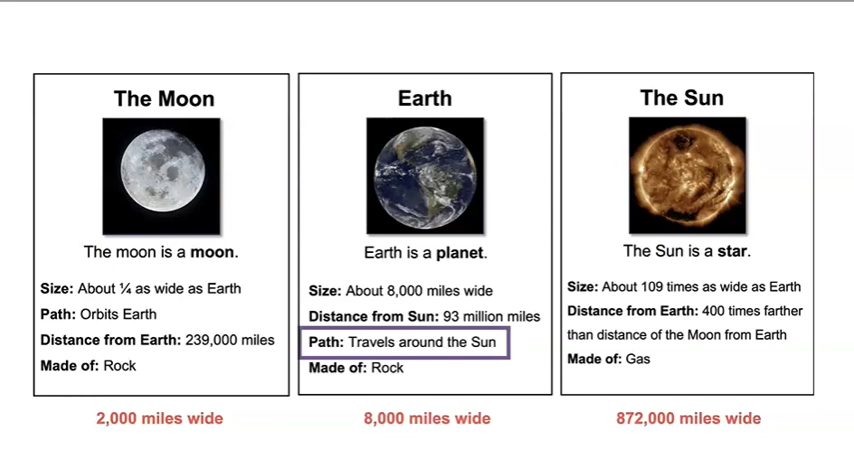 The Moon
The moon is a moon.
Size: About ¼ as wide as Earth
Path: Orbits Earth
Distance from Earth: 239,000 miles
Made of: Rock
2,000 miles wide
Earth
Earth is a planet.
Size: About 8,000 miles wide
Distance from Sun: 93 million miles
Path: Travels around the Sun
Made of: Rock
8,000 miles wide
The Sun
The Sun is a star.
Size: About 109 times as wide as Earth
Distance from Earth: 400 times farther
than distance of the Moon from Earth
Made of: Gas
872,000 miles wide